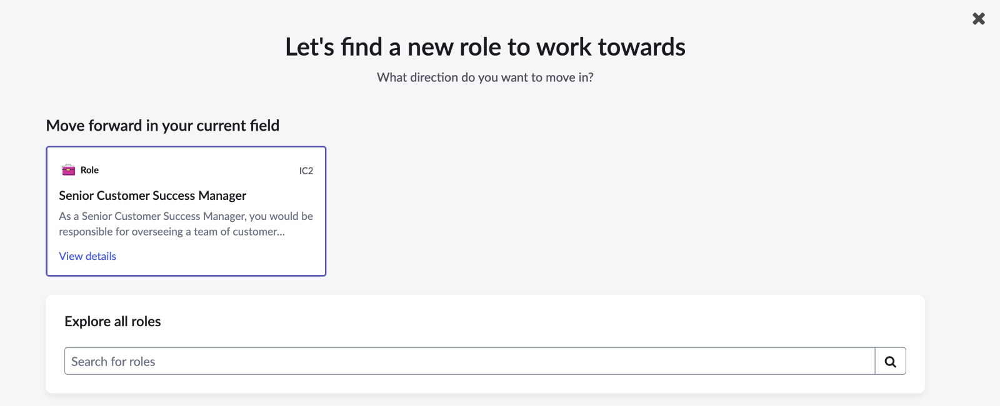 Let's find a new role to work towards
What direction do you want to move in?
Move forward in your current field
Role
IC2
Senior Customer Success Manager
As a Senior Customer Success Manager, you would be
responsible for overseeing a team of customer...
View details
Explore all roles
Search for roles